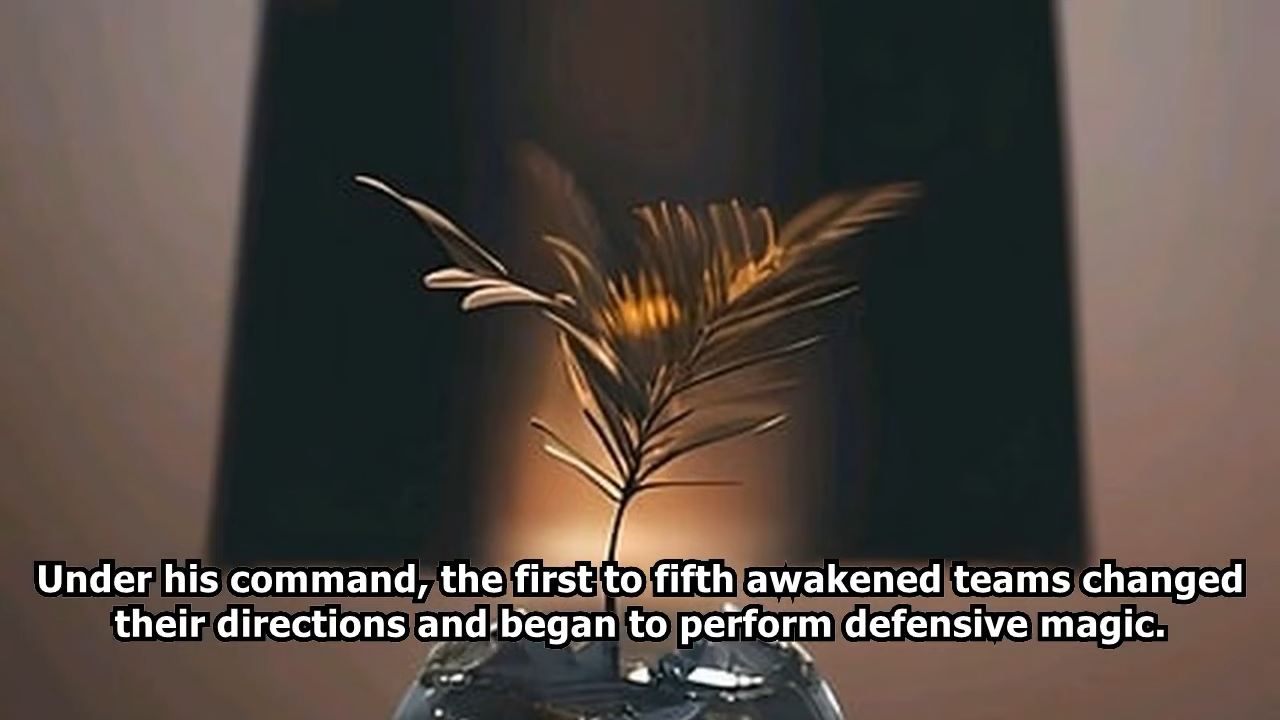 Under his command, the first to fifth awakened teams changed
their directions and began to perform defensive magic.